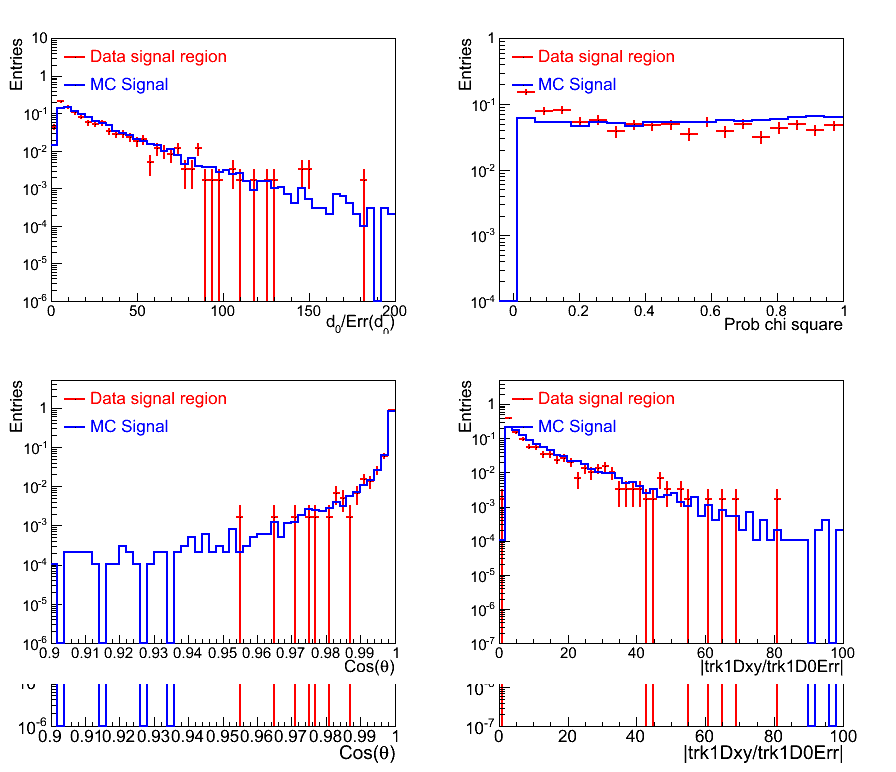 Entries
10
1
10-1
10-2
10-3
10-4
10-5
10-6
Data signal region
MC Signal
0 50 100 150 200
d0/Err(d0)
Entries
1
10-1
10-2
10-3
10-4
Data signal region
MC Signal
0 0.2 0.4 0.6 0.8 1
Prob chi square
Entries
1
10-1
10-2
10-3
10-4
10-5
10-6
Data signal region
MC Signal
0.9 0.91 0.92 0.93 0.94 0.95 0.96 0.97 0.98 0.99 1
Cos(θ)
Entries
1
10-1
10-2
10-3
10-4
10-5
10-6
10-7
Data signal region
MC Signal
0 20 40 60 80 100
|trk1Dxy/trk1D0Err|
10-6
0.9 0.91 0.92 0.93 0.94 0.95 0.96 0.97 0.98 0.99 1
Cos(θ)
10-7
0 20 40 60 80 100
|trk1Dxy/trk1D0Err|